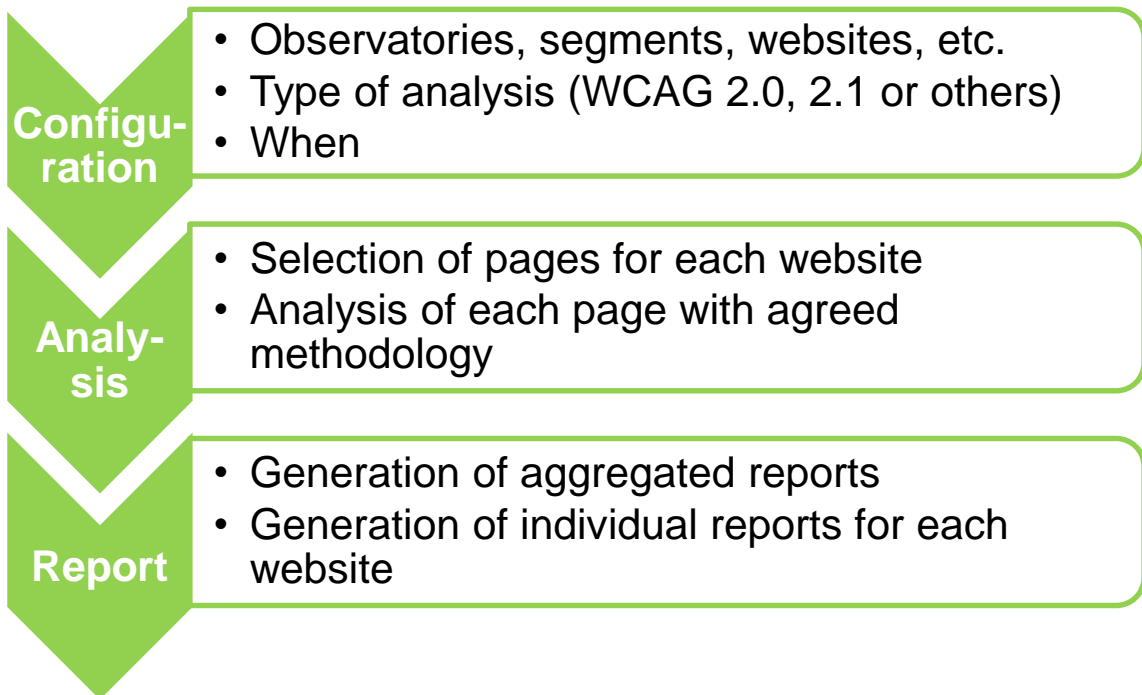 Configu-
ration
• Observatories, segments, websites, etc.
• Type of analysis (WCAG 2.0, 2.1 or others)
• When
Analy-
sis
• Selection of pages for each website
• Analysis of each page with agreed
methodology
Report
• Generation of aggregated reports
• Generation of individual reports for each
website